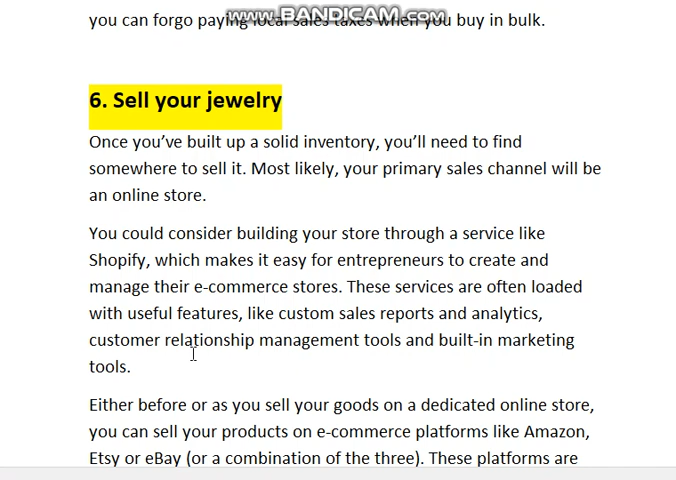 www.BANDICAM.com
you can forgo paying local sales taxes when you buy in bulk.
6. Sell your jewelry
Once you’ve built up a solid inventory, you’ll need to find
somewhere to sell it. Most likely, your primary sales channel will be
an online store.
You could consider building your store through a service like
Shopify, which makes it easy for entrepreneurs to create and
manage their e-commerce stores. These services are often loaded
with useful features, like custom sales reports and analytics,
customer relationship management tools and built-in marketing
tools.
Either before or as you sell your goods on a dedicated online store,
you can sell your products on e-commerce platforms like Amazon,
Etsy or eBay (or a combination of the three). These platforms are